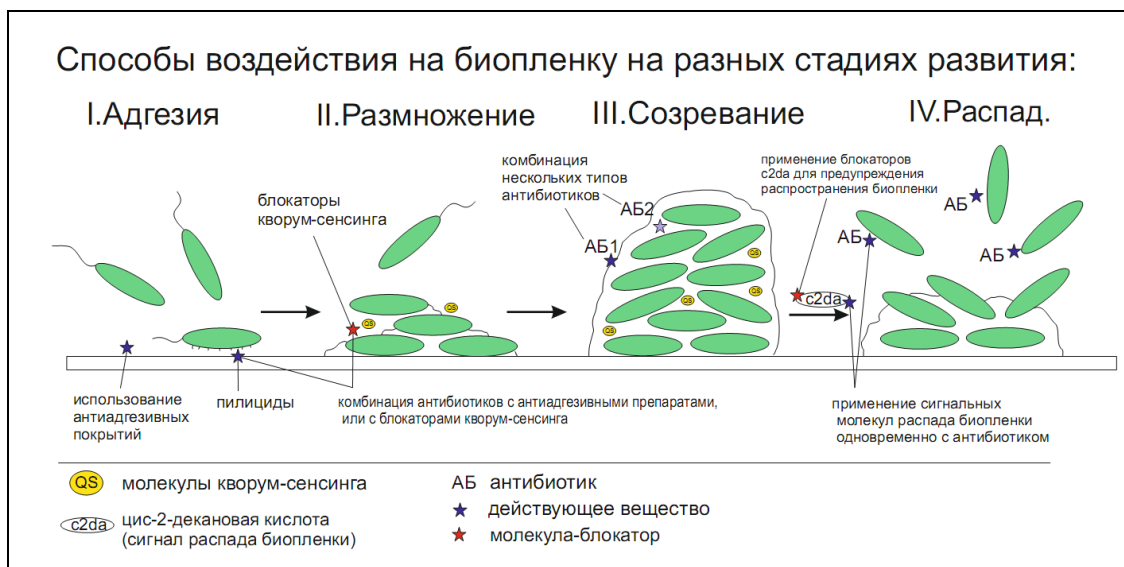 Способы воздействия на биопленку на разных стадиях развития:
I.Адгезия
II.Размножение
III.Созревание
IV.Распад.
блокаторы
кворум-сенсинга
комбинация
нескольких типов
антибиотиков
АБ2
АБ1
применение блокаторов
c2da для предупреждения
распространения биопленки
АБ
АБ
АБ
QS
QS
QS
QS
QS
QS
c2da
использование
антиадгезивных
покрытий
пилициды
комбинация антибиотиков с антиадгезивными препаратами,
или с блокаторами кворум-сенсинга
применение сигнальных
молекул распада биопленки
одновременно с антибиотиком
QS молекулы кворум-сенсинга
c2da цис-2-декановая кислота
(сигнал распада биопленки)
АБ антибиотик
действующее вещество
молекула-блокатор